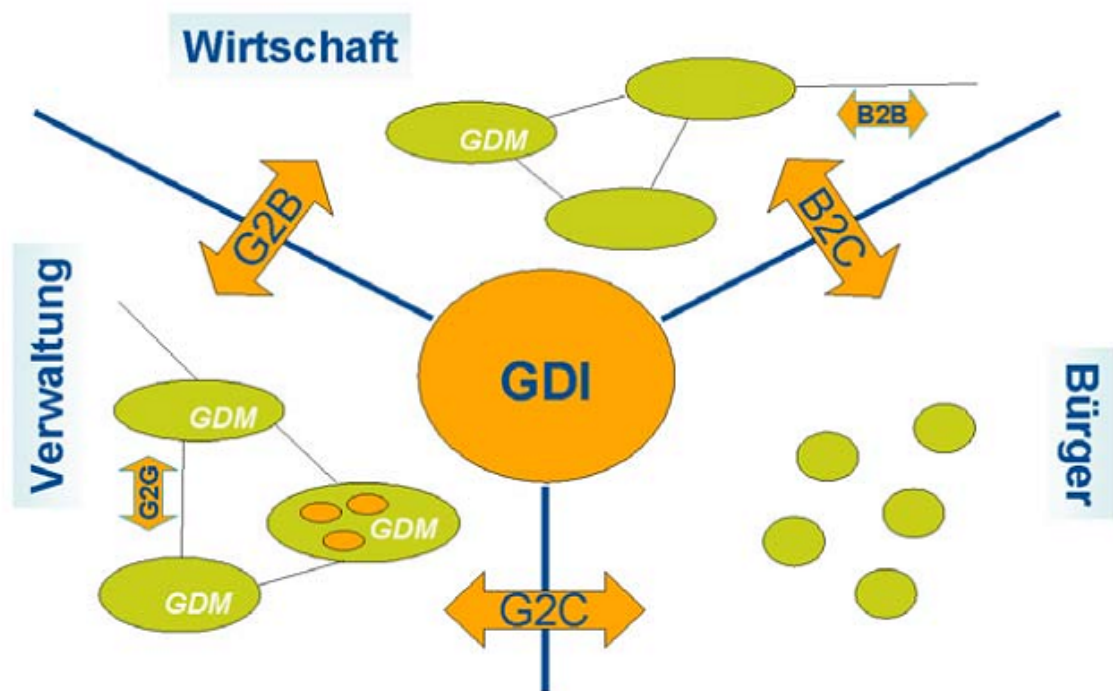 Wirtschaft
B2B
GDM
G2B
B2C
Verwaltung
GDI
Bürger
GDM
G2G
GDM
GDM
G2C